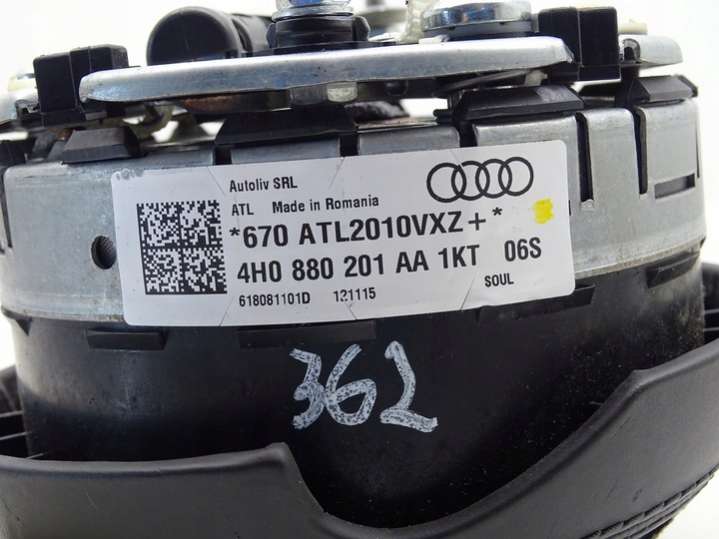 Autoliv SRL
ATL Made in Romania
*670 ATL2010VXZ+*
4H0 880 201 AA 1KT 06S
618081101D 121115 SOUL
362